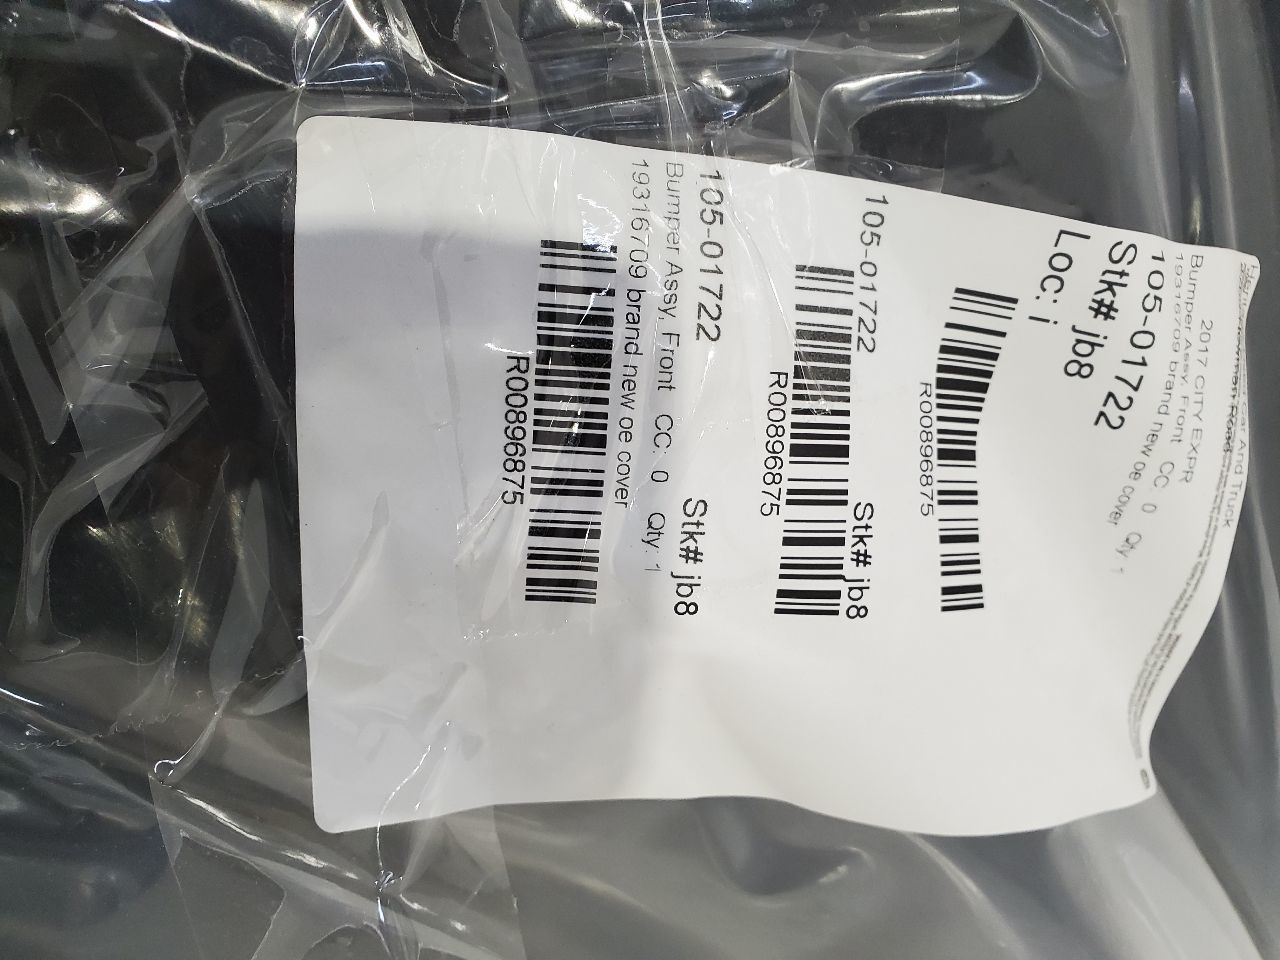 Car And Truck
2017 CITY EXPR
Bumper Assy, Front CC: 0 Qty: 1
19316709 brand new oe cover
105-01722
Stk# jb8
Loc: i
R00896875
105-01722 Stk# jb8
R00896875
105-01722 Stk# jb8
Bumper Assy, Front CC: 0 Qty: 1
19316709 brand new oe cover
R00896875